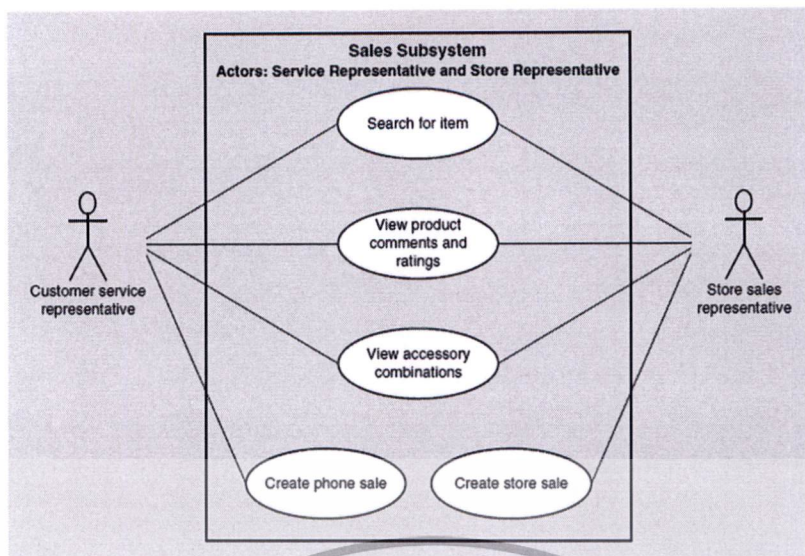 Sales Subsystem
Actors: Service Representative and Store Representative
Search for item
View product
comments and
ratings
Customer service
representative
Store sales
representative
View accessory
combinations
Create phone sale
Create store sale